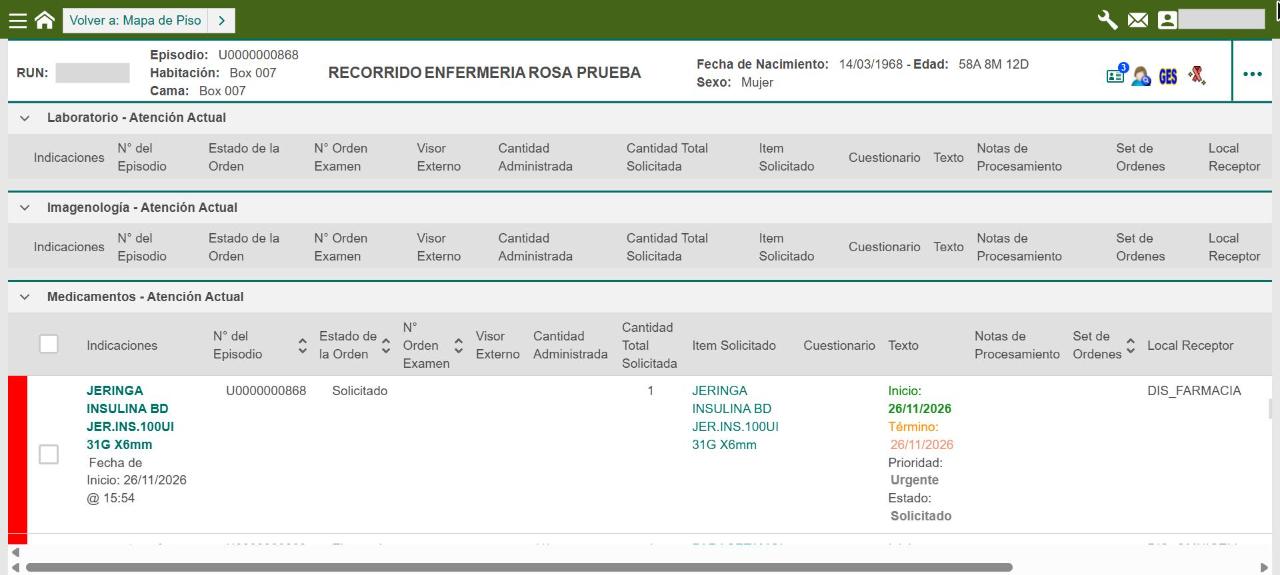 Volver a: Mapa de Piso
RUN:
Episodio: U0000000868
Habitación: Box 007
Cama: Box 007
RECORRIDO ENFERMERIA ROSA PRUEBA
Fecha de Nacimiento: 14/03/1968 - Edad: 58A 8M 12D
Sexo: Mujer
3
GES
Laboratorio - Atención Actual
Indicaciones
N° del
Episodio
Estado de la
Orden
N° Orden
Examen
Visor
Externo
Cantidad
Administrada
Cantidad Total
Solicitada
Item
Solicitado
Cuestionario
Texto
Notas de
Procesamiento
Set de
Ordenes
Local
Receptor
Imagenología - Atención Actual
Indicaciones
N° del
Episodio
Estado de la
Orden
N° Orden
Examen
Visor
Externo
Cantidad
Administrada
Cantidad Total
Solicitada
Item
Solicitado
Cuestionario
Texto
Notas de
Procesamiento
Set de
Ordenes
Local
Receptor
Medicamentos - Atención Actual
Indicaciones
N° del
Episodio
Estado de
la Orden
N°
Orden
Examen
Visor
Externo
Cantidad
Administrada
Cantidad
Total
Solicitada
Item Solicitado
Cuestionario
Texto
Notas de
Procesamiento
Set de
Ordenes
Local Receptor
JERINGA
INSULINA BD
JER.INS.100UI
31G X6mm
Fecha de
Inicio: 26/11/2026
@ 15:54
U0000000868
Solicitado
1
JERINGA
INSULINA BD
JER.INS.100UI
31G X6mm
Inicio:
26/11/2026
Término:
26/11/2026
Prioridad:
Urgente
Estado:
Solicitado
DIS_FARMACIA